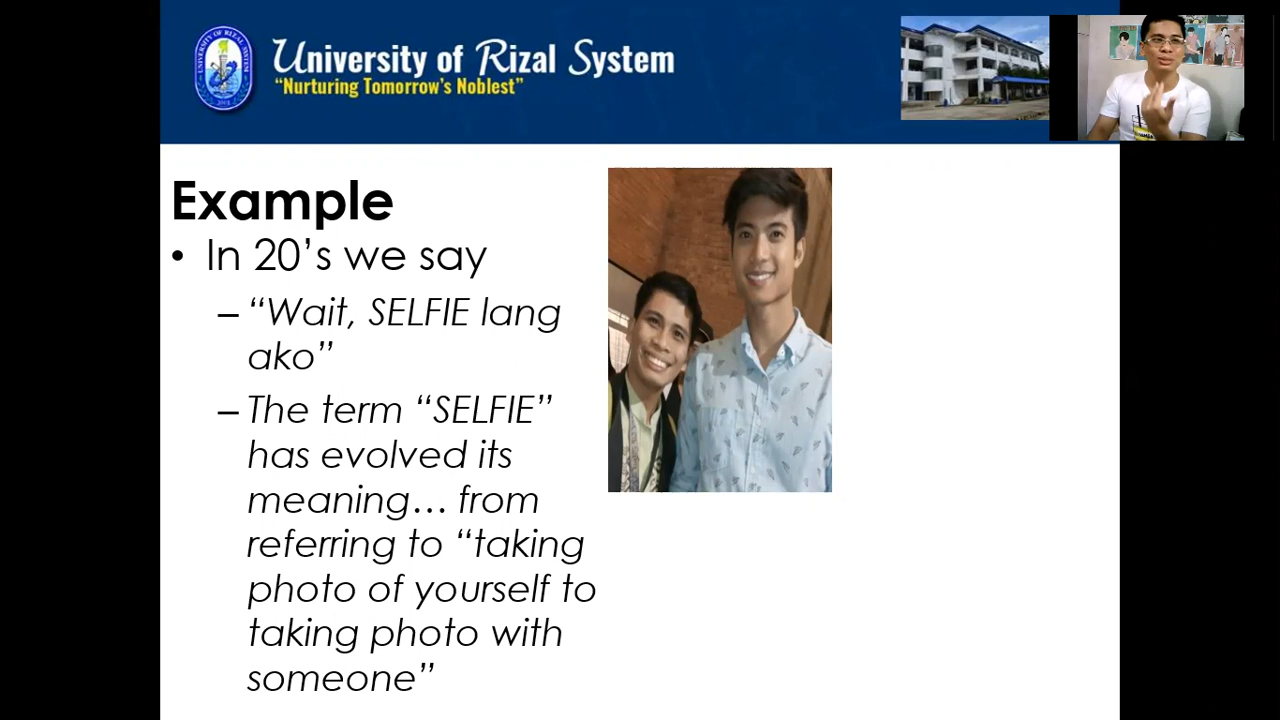 University of Rizal System
"Nurturing Tomorrow's Noblest"
Example
• In 20's we say
– "Wait, SELFIE lang
ako"
– The term "SELFIE"
has evolved its
meaning... from
referring to "taking
photo of yourself to
taking photo with
someone"